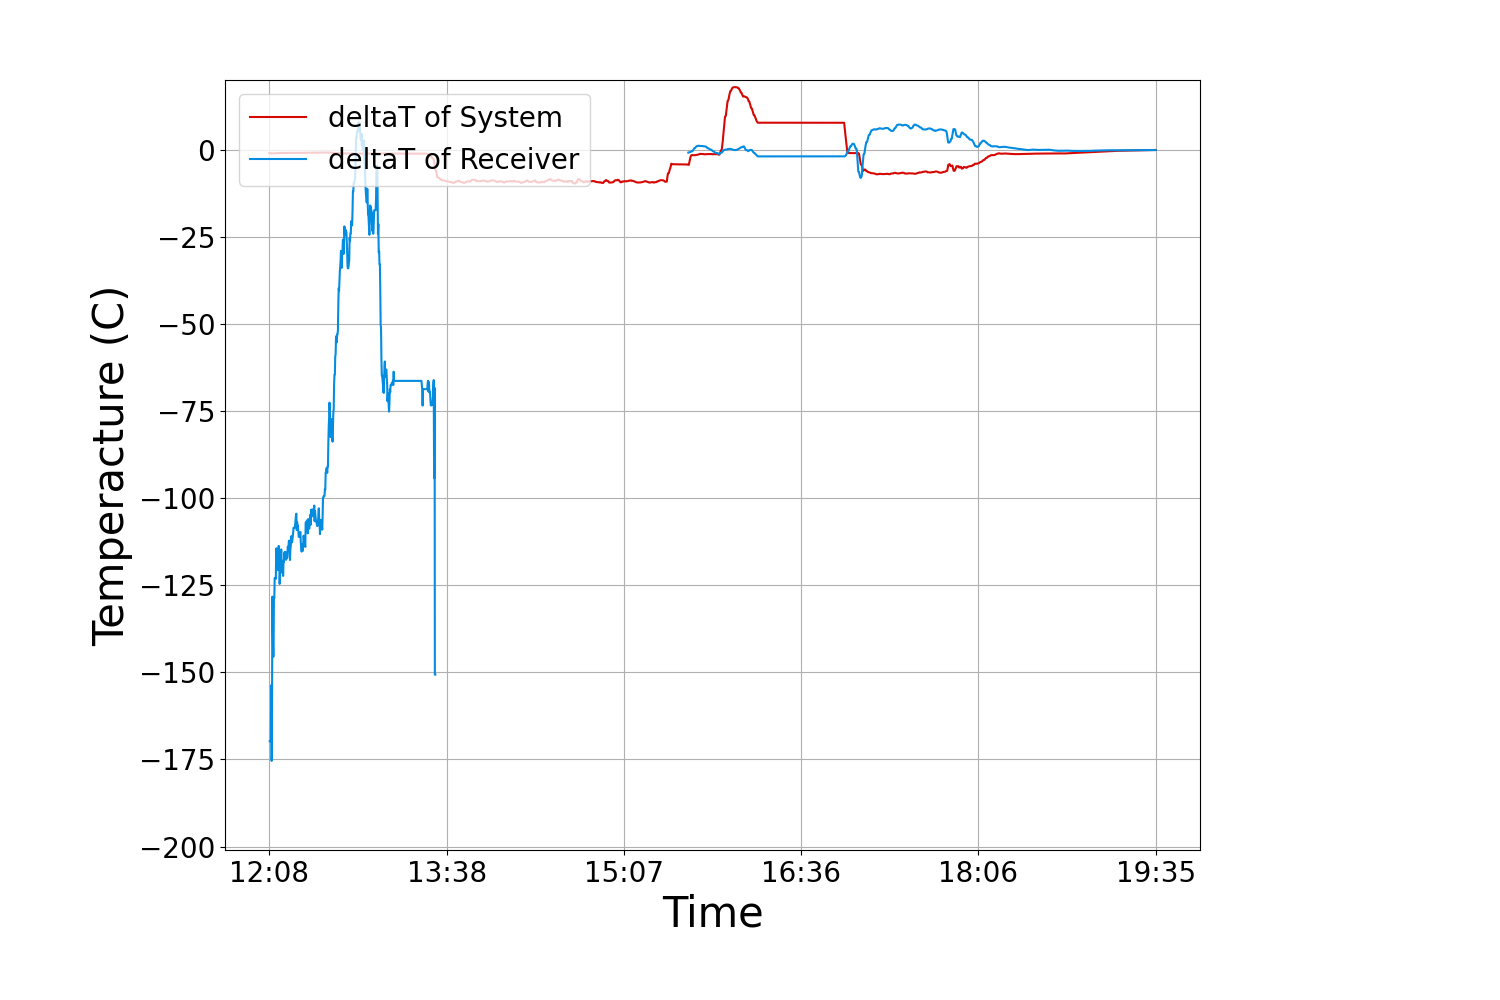 deltaT of System
deltaT of Receiver
0
−25
−50
−75
−100
−125
−150
−175
−200
Temperacture (C)
12:08 13:38 15:07 16:36 18:06 19:35
Time